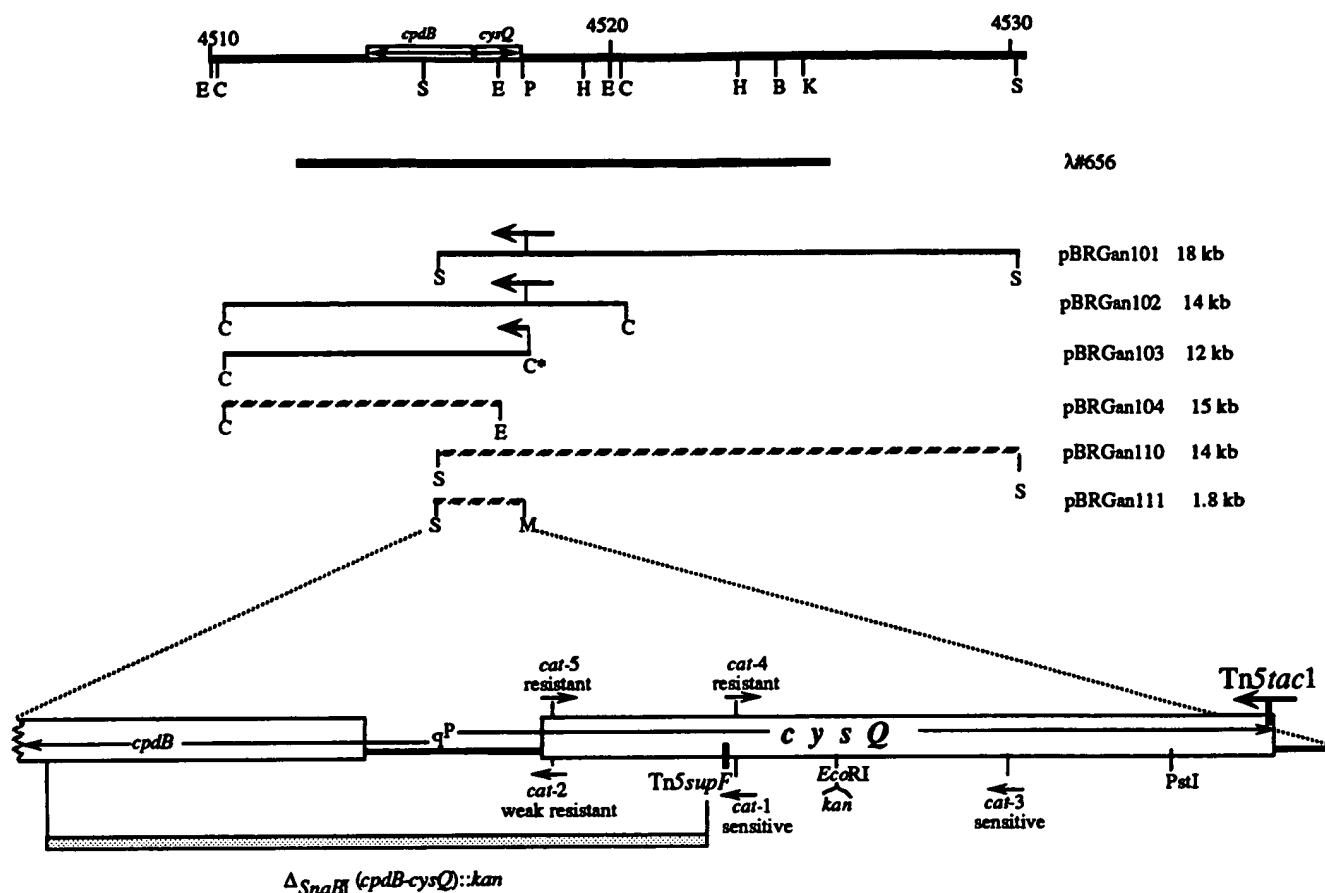 4510 4520 4530
cpdB cysQ
E C S E P H E C H B K S
λ#656
S S pBRGan101 18 kb
C C pBRGan102 14 kb
C C* pBRGan103 12 kb
C E pBRGan104 15 kb
S S pBRGan110 14 kb
S M pBRGan111 1.8 kb
cat-5 resistant
cat-4 resistant
Tn5tac1
cpdB
P
c y s Q
cat-2 weak resistant
Tn5supF
cat-1 sensitive
EcoRI
kan
cat-3 sensitive
PstI
ΔSnaBI (cpdB-cysQ)::kan